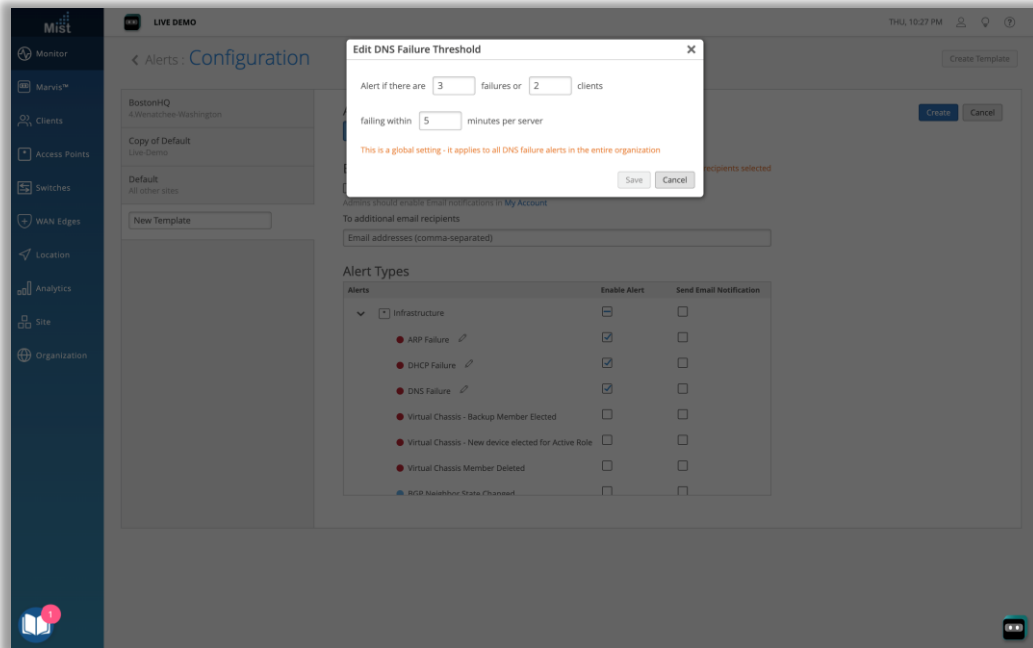 Mist
LIVE DEMO
THU, 10:27 PM
Monitor
Marvis™
Clients
Access Points
Switches
WAN Edges
Location
Analytics
Site
Organization
< Alerts : Configuration
Create Template
BostonHQ
4 Wenatchee Washington
Copy of Default
Live-Demo
Default
All other sites
New Template
Edit DNS Failure Threshold
Alert if there are 3 failures or 2 clients
failing within 5 minutes per server
This is a global setting - it applies to all DNS failure alerts in the entire organization
Save Cancel
Create Cancel
recipients selected
Admins should enable Email notifications in My Account
To additional email recipients
Email addresses (comma-separated)
Alert Types
Alerts Enable Alert Send Email Notification
Infrastructure
ARP Failure
DHCP Failure
DNS Failure
Virtual Chassis - Backup Member Elected
Virtual Chassis - New device elected for Active Role
Virtual Chassis Member Deleted
BGP Neighbor State Changed
1